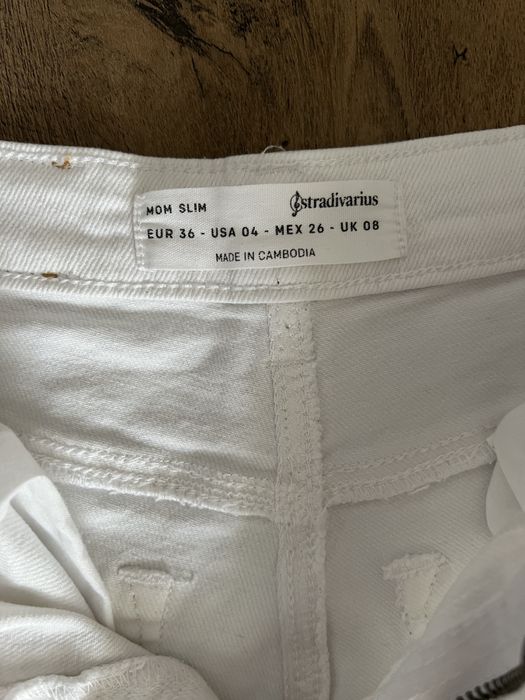 MOM SLIM stradivarius
EUR 36 - USA 04 - MEX 26 - UK 08
MADE IN CAMBODIA